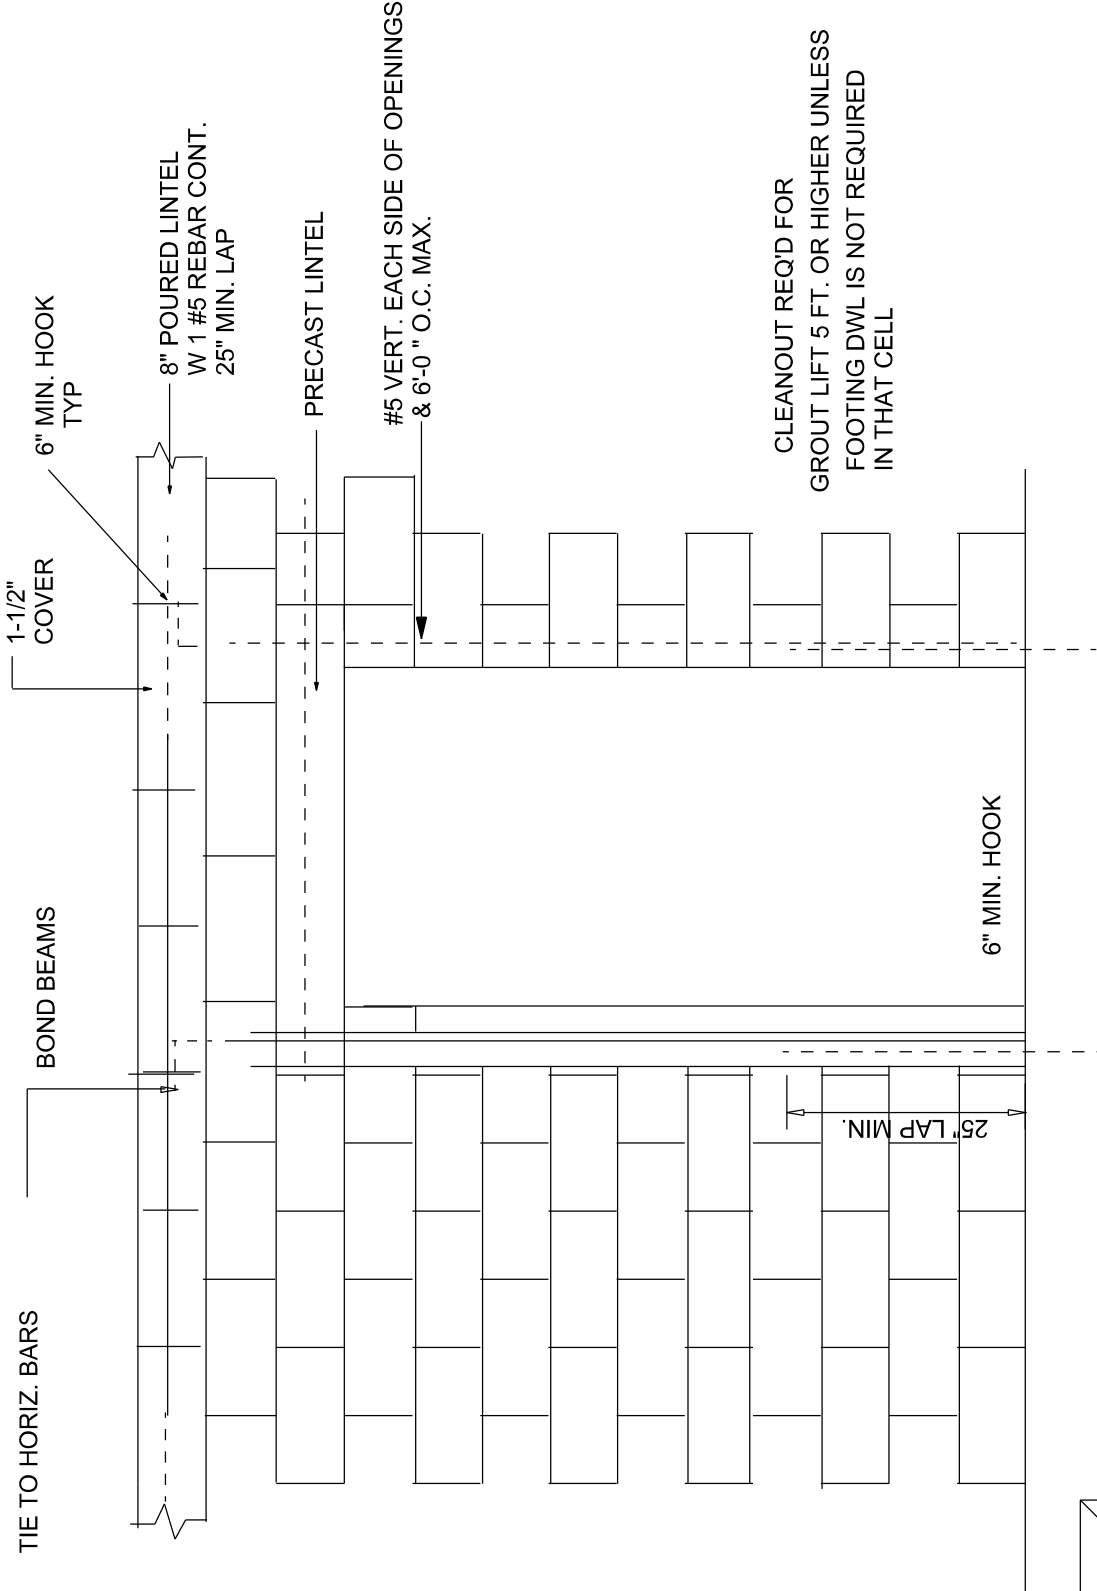 TIE TO HORIZ. BARS
BOND BEAMS
1-1/2"
COVER
6" MIN. HOOK
TYP
8" POURED LINTEL
W 1 #5 REBAR CONT.
25" MIN. LAP
PRECAST LINTEL
#5 VERT. EACH SIDE OF OPENINGS
& 6'-0 " O.C. MAX.
CLEANOUT REQ'D FOR
GROUT LIFT 5 FT. OR HIGHER UNLESS
FOOTING DWL IS NOT REQUIRED
IN THAT CELL
6" MIN. HOOK
25" LAP MIN.